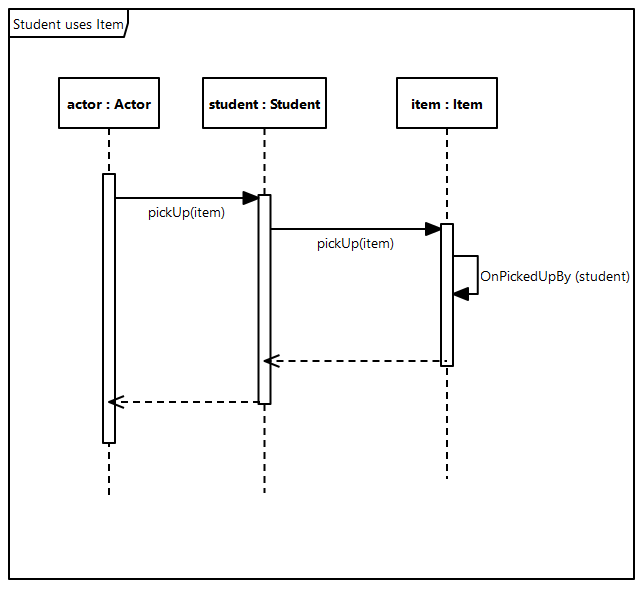 Student uses Item
actor : Actor
student : Student
item : Item
pickUp(item)
pickUp(item)
OnPickedUpBy (student)